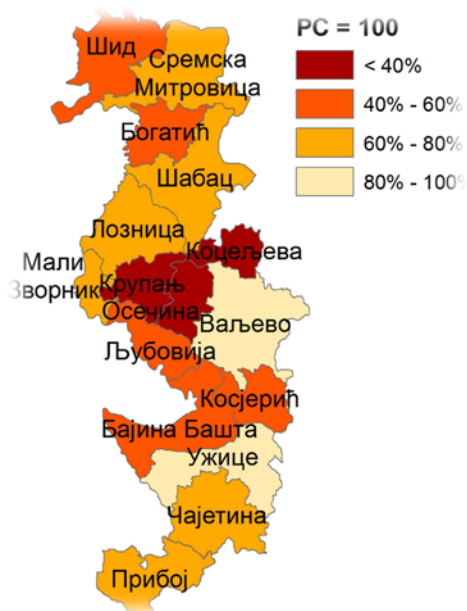 PC = 100
< 40%
40% - 60%
60% - 80%
80% - 100%
Шид
Сремска
Митровица
Богатић
Шабац
Лозница
Мали
Зворник
Коцељева
Крупањ
Осечина
Ваљево
Љубовија
Косјерић
Бајина Башта
Ужице
Чајетина
Прибој